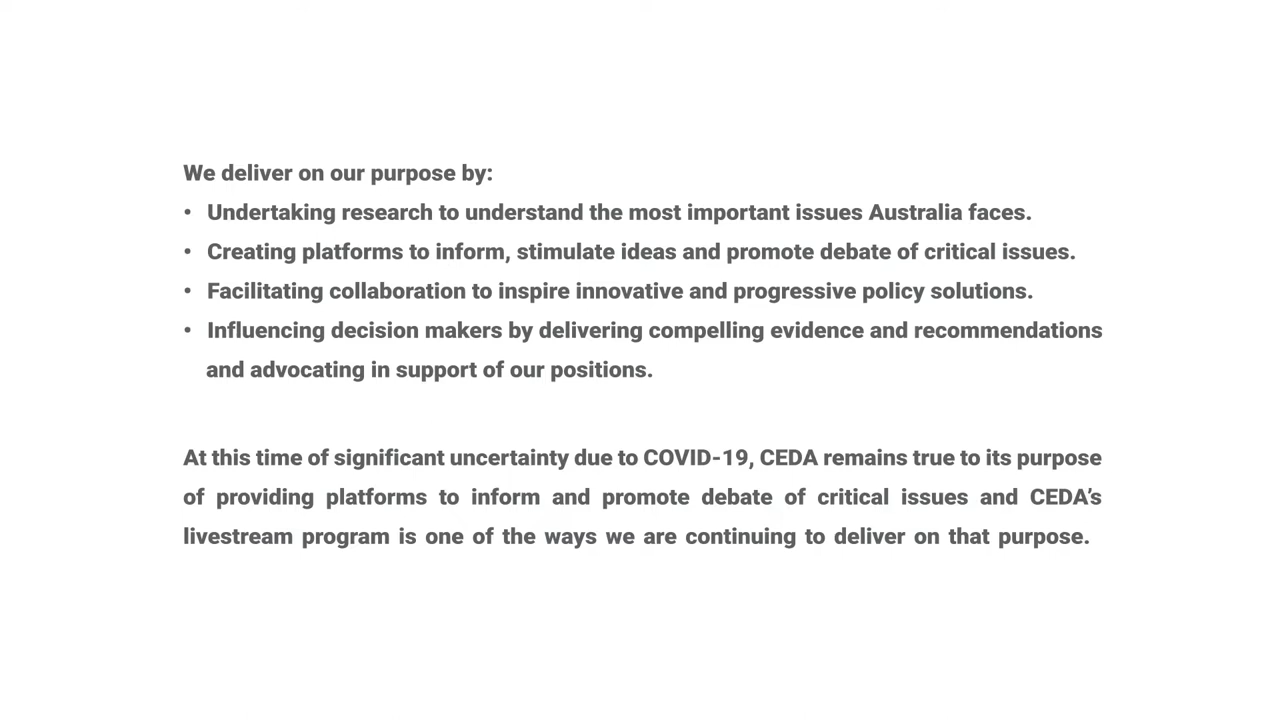 We deliver on our purpose by:
• Undertaking research to understand the most important issues Australia faces.
• Creating platforms to inform, stimulate ideas and promote debate of critical issues.
• Facilitating collaboration to inspire innovative and progressive policy solutions.
• Influencing decision makers by delivering compelling evidence and recommendations
and advocating in support of our positions.
At this time of significant uncertainty due to COVID-19, CEDA remains true to its purpose
of providing platforms to inform and promote debate of critical issues and CEDA’s
livestream program is one of the ways we are continuing to deliver on that purpose.